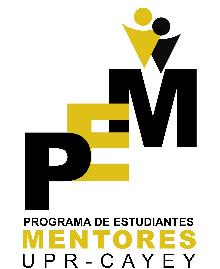 PEM
PROGRAMA DE ESTUDIANTES
MENTORES
UPR-CAYEY